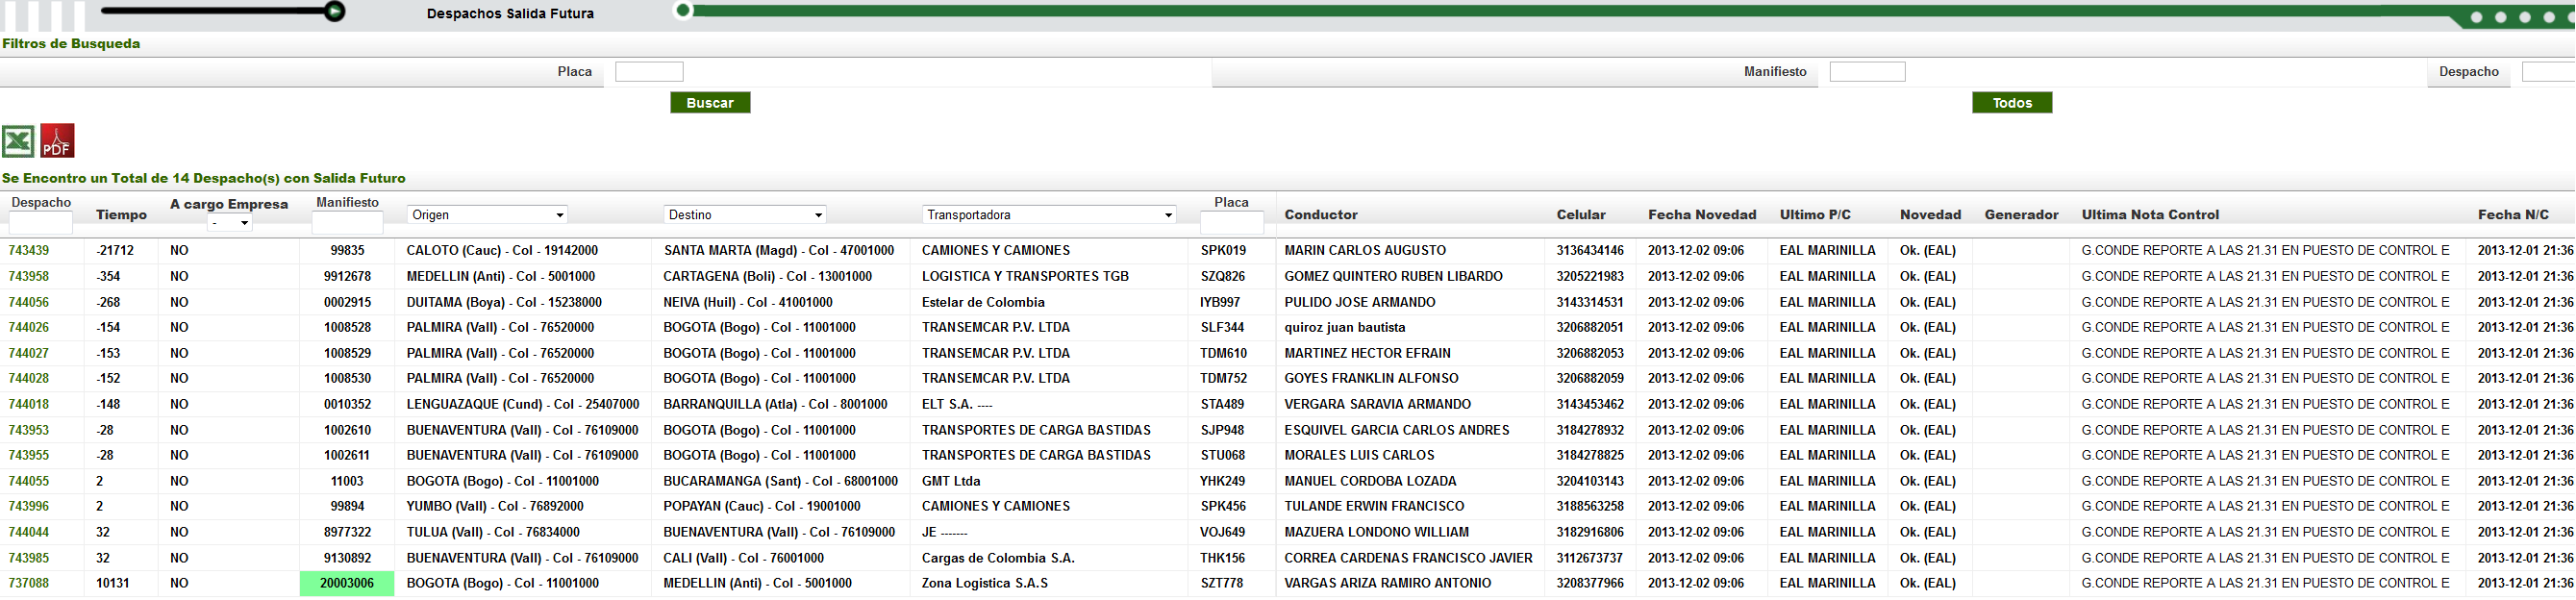 Despachos Salida Futura
Filtros de Busqueda
Placa Manifiesto Despacho
Buscar Todos
PDF
Se Encontro un Total de 14 Despacho(s) con Salida Futuro
Despacho Tiempo A cargo Empresa - Manifiesto Origen Destino Transportadora Placa Conductor Celular Fecha Novedad Ultimo P/C Novedad Generador Ultima Nota Control Fecha N/C
743439 -21712 NO 99835 CALOTO (Cauc) - Col - 19142000 SANTA MARTA (Magd) - Col - 47001000 CAMIONES Y CAMIONES SPK019 MARIN CARLOS AUGUSTO 3136434146 2013-12-02 09:06 EAL MARINILLA Ok. (EAL) G.CONDE REPORTE A LAS 21.31 EN PUESTO DE CONTROL E 2013-12-01 21:36
743958 -354 NO 9912678 MEDELLIN (Anti) - Col - 5001000 CARTAGENA (Boli) - Col - 13001000 LOGISTICA Y TRANSPORTES TGB SZQ826 GOMEZ QUINTERO RUBEN LIBARDO 3205221983 2013-12-02 09:06 EAL MARINILLA Ok. (EAL) G.CONDE REPORTE A LAS 21.31 EN PUESTO DE CONTROL E 2013-12-01 21:36
744056 -268 NO 0002915 DUITAMA (Boya) - Col - 15238000 NEIVA (Huil) - Col - 41001000 Estelar de Colombia IYB997 PULIDO JOSE ARMANDO 3143314531 2013-12-02 09:06 EAL MARINILLA Ok. (EAL) G.CONDE REPORTE A LAS 21.31 EN PUESTO DE CONTROL E 2013-12-01 21:36
744026 -154 NO 1008528 PALMIRA (Vall) - Col - 76520000 BOGOTA (Bogo) - Col - 11001000 TRANSEMCAR P.V. LTDA SLF344 quiroz juan bautista 3206882051 2013-12-02 09:06 EAL MARINILLA Ok. (EAL) G.CONDE REPORTE A LAS 21.31 EN PUESTO DE CONTROL E 2013-12-01 21:36
744027 -153 NO 1008529 PALMIRA (Vall) - Col - 76520000 BOGOTA (Bogo) - Col - 11001000 TRANSEMCAR P.V. LTDA TDM610 MARTINEZ HECTOR EFRAIN 3206882053 2013-12-02 09:06 EAL MARINILLA Ok. (EAL) G.CONDE REPORTE A LAS 21.31 EN PUESTO DE CONTROL E 2013-12-01 21:36
744028 -152 NO 1008530 PALMIRA (Vall) - Col - 76520000 BOGOTA (Bogo) - Col - 11001000 TRANSEMCAR P.V. LTDA TDM752 GOYES FRANKLIN ALFONSO 3206882059 2013-12-02 09:06 EAL MARINILLA Ok. (EAL) G.CONDE REPORTE A LAS 21.31 EN PUESTO DE CONTROL E 2013-12-01 21:36
744018 -148 NO 0010352 LENGUAZAQUE (Cund) - Col - 25407000 BARRANQUILLA (Atla) - Col - 8001000 ELT S.A. ---- STA489 VERGARA SARAVIA ARMANDO 3143453462 2013-12-02 09:06 EAL MARINILLA Ok. (EAL) G.CONDE REPORTE A LAS 21.31 EN PUESTO DE CONTROL E 2013-12-01 21:36
743953 -28 NO 1002610 BUENAVENTURA (Vall) - Col - 76109000 BOGOTA (Bogo) - Col - 11001000 TRANSPORTES DE CARGA BASTIDAS SJP948 ESQUIVEL GARCIA CARLOS ANDRES 3184278932 2013-12-02 09:06 EAL MARINILLA Ok. (EAL) G.CONDE REPORTE A LAS 21.31 EN PUESTO DE CONTROL E 2013-12-01 21:36
743955 -28 NO 1002611 BUENAVENTURA (Vall) - Col - 76109000 BOGOTA (Bogo) - Col - 11001000 TRANSPORTES DE CARGA BASTIDAS STU068 MORALES LUIS CARLOS 3184278825 2013-12-02 09:06 EAL MARINILLA Ok. (EAL) G.CONDE REPORTE A LAS 21.31 EN PUESTO DE CONTROL E 2013-12-01 21:36
744055 2 NO 11003 BOGOTA (Bogo) - Col - 11001000 BUCARAMANGA (Sant) - Col - 68001000 GMT Ltda YHK249 MANUEL CORDOBA LOZADA 3204103143 2013-12-02 09:06 EAL MARINILLA Ok. (EAL) G.CONDE REPORTE A LAS 21.31 EN PUESTO DE CONTROL E 2013-12-01 21:36
743996 2 NO 99894 YUMBO (Vall) - Col - 76892000 POPAYAN (Cauc) - Col - 19001000 CAMIONES Y CAMIONES SPK456 TULANDE ERWIN FRANCISCO 3188563258 2013-12-02 09:06 EAL MARINILLA Ok. (EAL) G.CONDE REPORTE A LAS 21.31 EN PUESTO DE CONTROL E 2013-12-01 21:36
744044 32 NO 8977322 TULUA (Vall) - Col - 76834000 BUENAVENTURA (Vall) - Col - 76109000 JE ------- VOJ649 MAZUERA LONDONO WILLIAM 3182916806 2013-12-02 09:06 EAL MARINILLA Ok. (EAL) G.CONDE REPORTE A LAS 21.31 EN PUESTO DE CONTROL E 2013-12-01 21:36
743985 32 NO 9130892 BUENAVENTURA (Vall) - Col - 76109000 CALI (Vall) - Col - 76001000 Cargas de Colombia S.A. THK156 CORREA CARDENAS FRANCISCO JAVIER 3112673737 2013-12-02 09:06 EAL MARINILLA Ok. (EAL) G.CONDE REPORTE A LAS 21.31 EN PUESTO DE CONTROL E 2013-12-01 21:36
737088 10131 NO 20003006 BOGOTA (Bogo) - Col - 11001000 MEDELLIN (Anti) - Col - 5001000 Zona Logistica S.A.S SZT778 VARGAS ARIZA RAMIRO ANTONIO 3208377966 2013-12-02 09:06 EAL MARINILLA Ok. (EAL) G.CONDE REPORTE A LAS 21.31 EN PUESTO DE CONTROL E 2013-12-01 21:36